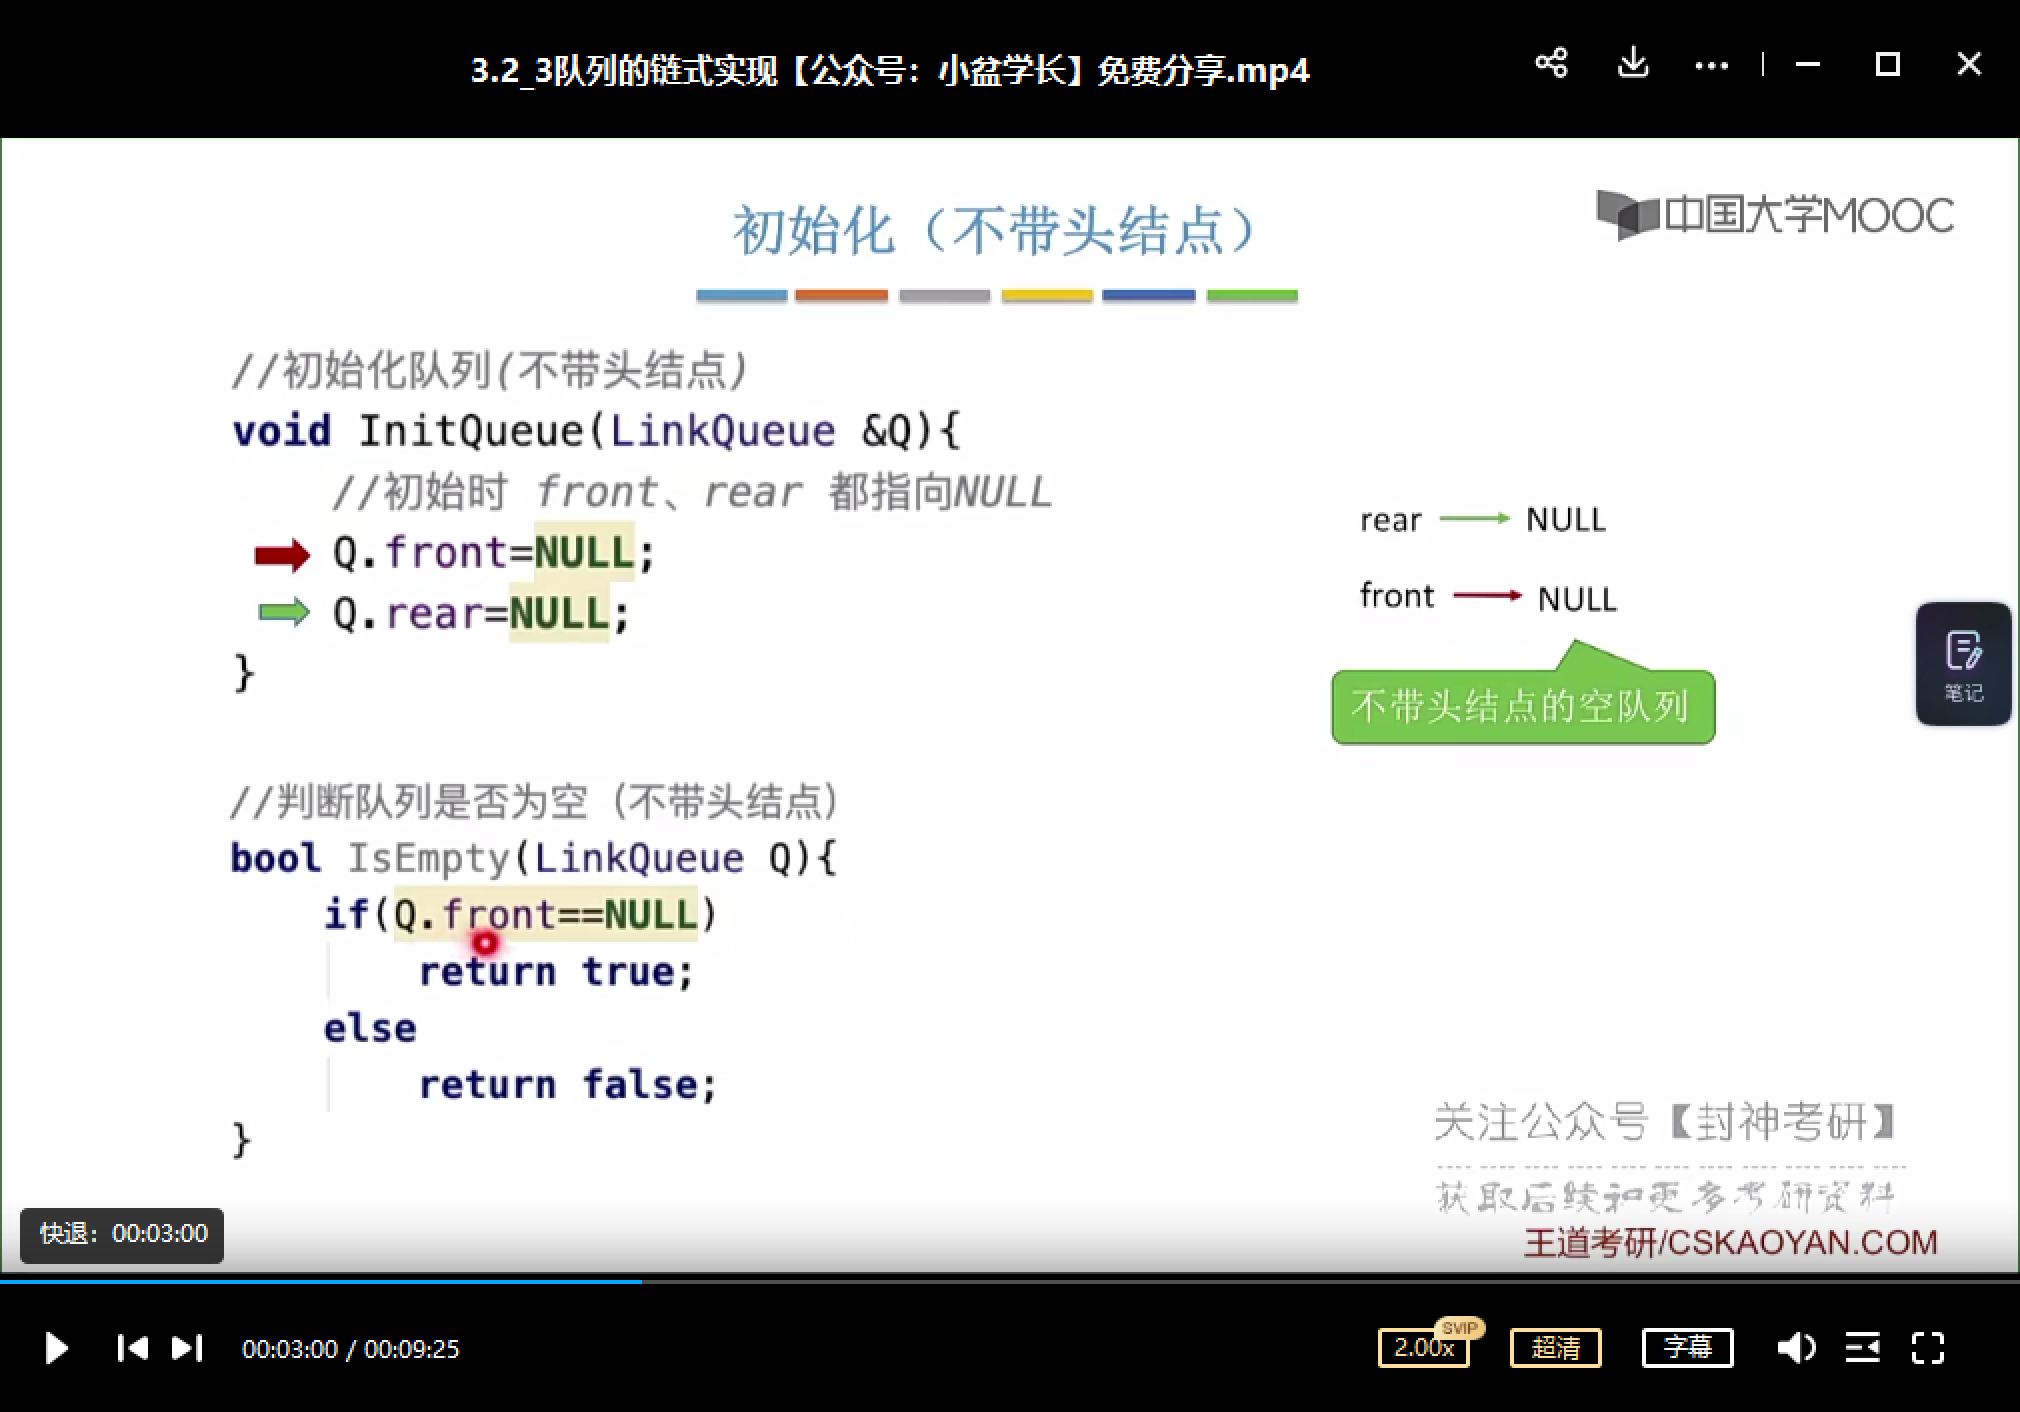 3.2_3队列的链式实现【公众号：小盆学长】免费分享.mp4
中国大学MOOC
初始化（不带头结点）
//初始化队列(不带头结点)
void InitQueue(LinkQueue &Q){
//初始时 front、rear 都指向NULL
Q.front=NULL;
Q.rear=NULL;
}
rear NULL
front NULL
不带头结点的空队列
笔记
//判断队列是否为空（不带头结点）
bool IsEmpty(LinkQueue Q){
if(Q.front==NULL)
return true;
else
return false;
}
关注公众号【封神考研】
获取后续和更多考研资料
王道考研/CSKAOYAN.COM
快退：00:03:00
00:03:00 / 00:09:25
2.00x
SVIP
超清
字幕